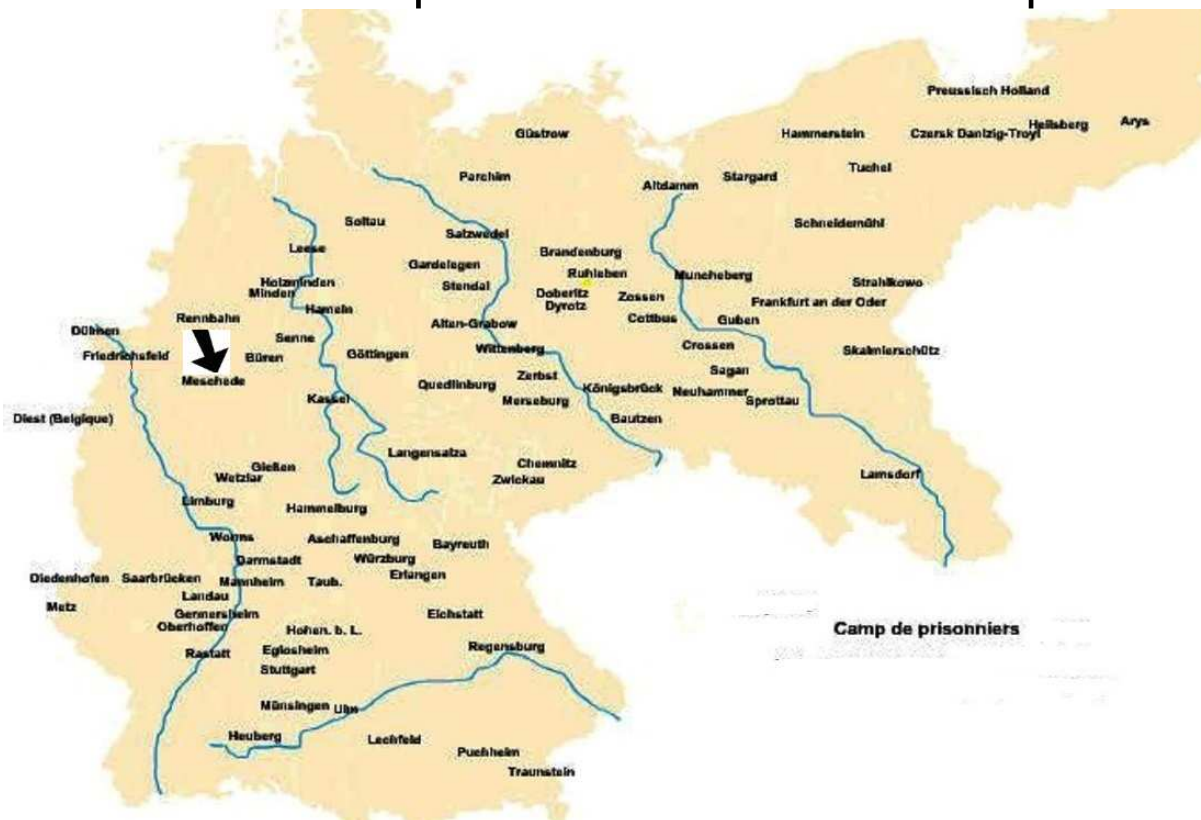 Preussisch Holland
Arys
Heilsberg
Güstrow
Hammerstein
Czersk Danizig-Troyl
Tuchel
Parchim
Stargard
Altdamm
Soltau
Schneidemühl
Salzwedel
Leese
Brandenburg
Gardelegen
Ruhleben
Muncheberg
Holzminden
Stendal
Strahlkowo
Minden
Doberitz
Zossen
Frankfurt an der Oder
Dyrotz
Hameln
Rennbahn
Cottbus
Guben
Alten-Grabow
Dülmen
Senne
Crossen
Wittenberg
Skalmierschütz
Friedrichsfeld
Büren
Göttingen
Sagan
Zerbst
Meschede
Quedlinburg
Königsbrück
Neuhammer
Kassel
Merseburg
Sprottau
Diest (Belgique)
Bautzen
Langensalza
Chemnitz
Gießen
Lamsdorf
Wetzlar
Zwickau
Limburg
Hammelburg
Worms
Aschaffenburg
Bayreuth
Darmstadt
Würzburg
Erlangen
Diedenhofen
Saarbrücken
Mannheim
Taub.
Landau
Metz
Germersheim
Eichstatt
Oberhoffen
Hohen. b. L.
Camp de prisonniers
Regensburg
Eglosheim
Rastatt
Stuttgart
Münsingen
Ulm
Heuberg
Lechfeld
Puchheim
Traunstein